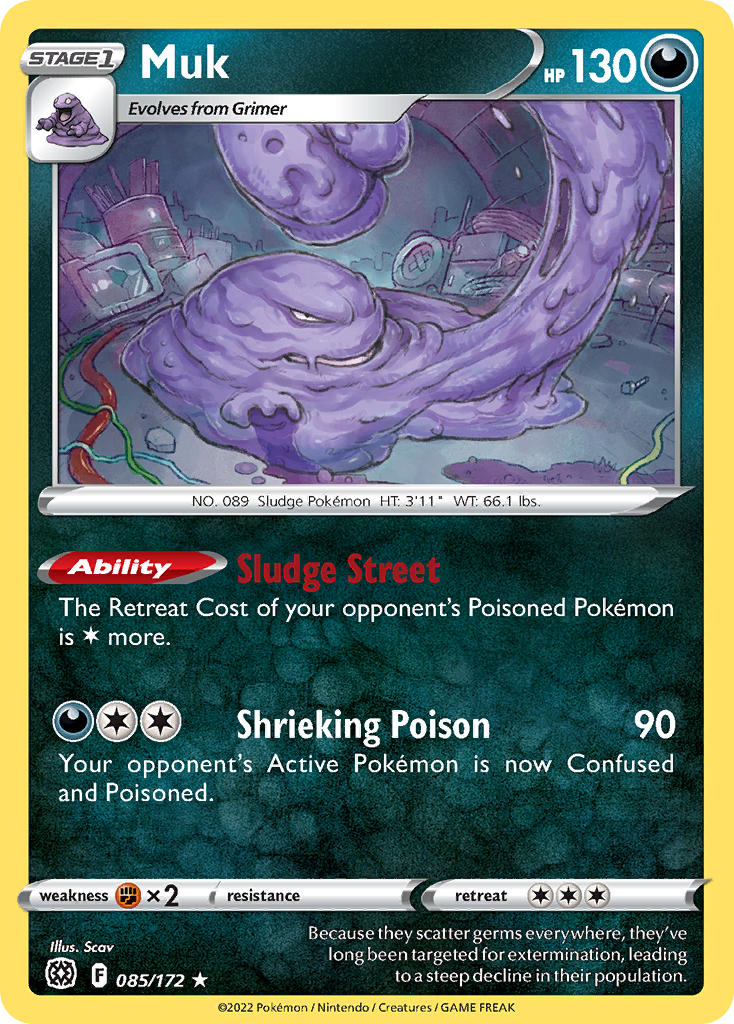 STAGE1
Muk
HP 130
Evolves from Grimer
NO. 089 Sludge Pokémon HT: 3'11" WT: 66.1 lbs.
Ability Sludge Street
The Retreat Cost of your opponent's Poisoned Pokémon
is more.
Shrieking Poison 90
Your opponent's Active Pokémon is now Confused
and Poisoned.
weakness ×2 resistance retreat
Illus. Scav
F 085/172 ★
Because they scatter germs everywhere, they've
long been targeted for extermination, leading
to a steep decline in their population.
©2022 Pokémon / Nintendo / Creatures / GAME FREAK